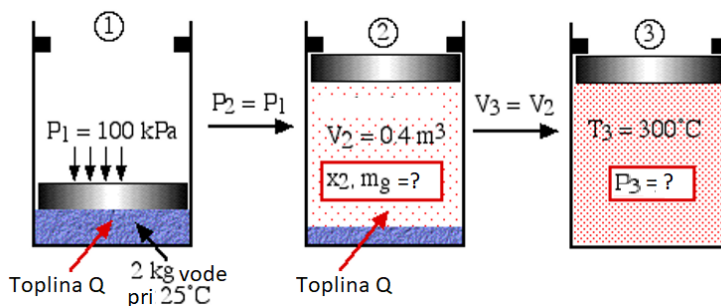 ①
P₁ = 100 kPa
Toplina Q
2 kg vode
pri 25°C
P₂ = P₁
②
V₂ = 0.4 m³
x₂, m_g = ?
Toplina Q
V₃ = V₂
③
T₃ = 300°C
P₃ = ?